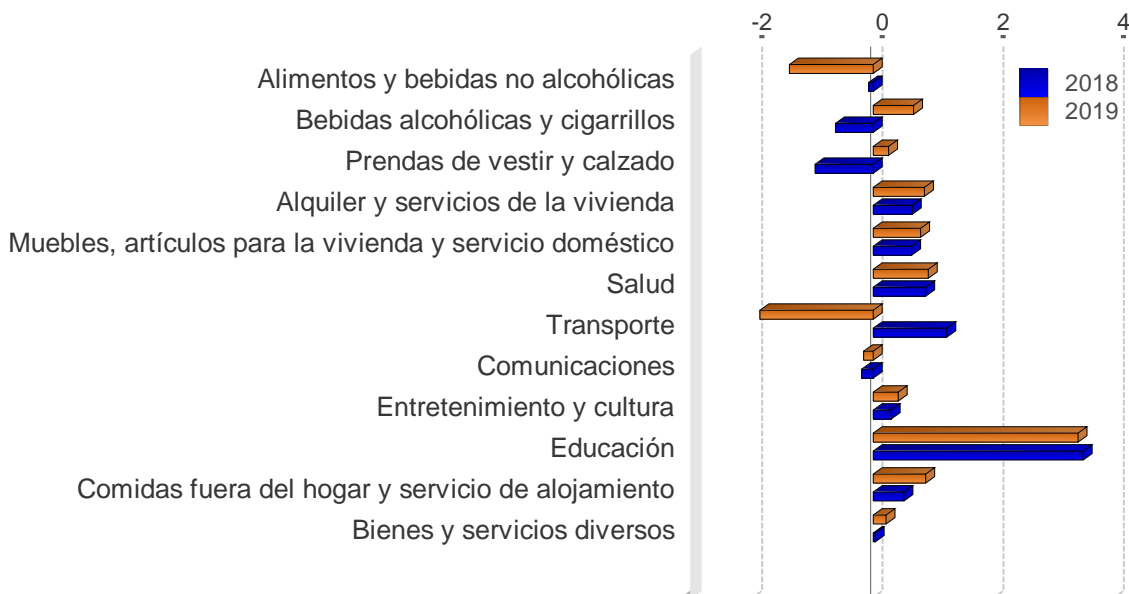 -2 0 2 4
2018
2019
Alimentos y bebidas no alcohólicas
Bebidas alcohólicas y cigarrillos
Prendas de vestir y calzado
Alquiler y servicios de la vivienda
Muebles, artículos para la vivienda y servicio doméstico
Salud
Transporte
Comunicaciones
Entretenimiento y cultura
Educación
Comidas fuera del hogar y servicio de alojamiento
Bienes y servicios diversos